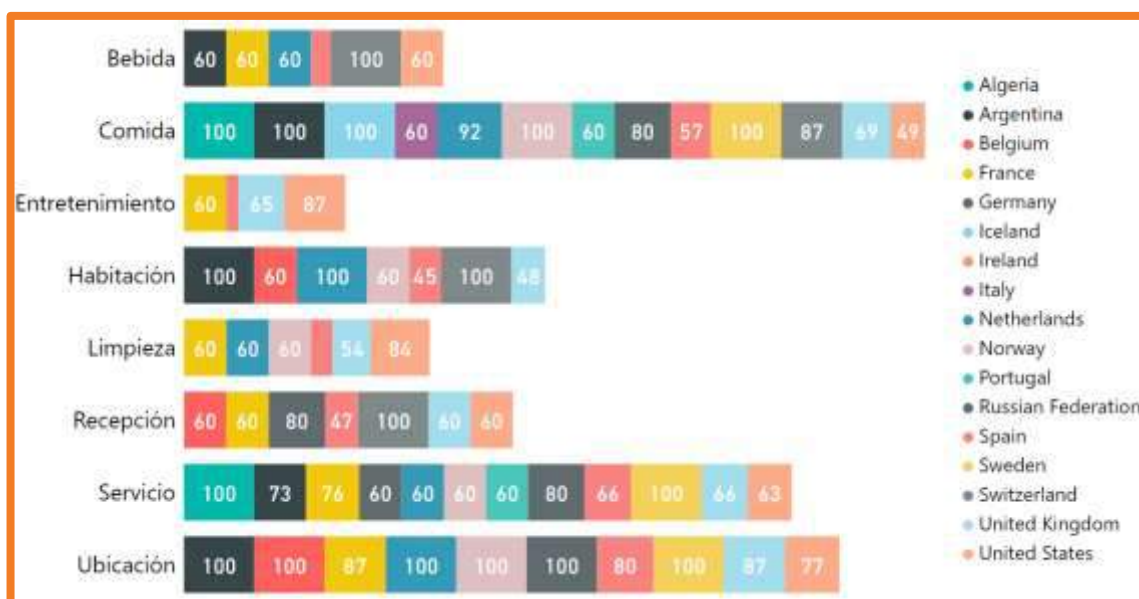 Bebida 60 60 60 100 60
Comida 100 100 100 60 92 100 60 80 57 100 87 69 49
Entretenimiento 60 65 87
Habitación 100 60 100 60 45 100 48
Limpieza 60 60 60 54 84
Recepción 60 60 80 47 100 60 60
Servicio 100 73 76 60 60 60 60 80 66 100 66 63
Ubicación 100 100 87 100 100 100 80 100 87 77
Algeria
Argentina
Belgium
France
Germany
Iceland
Ireland
Italy
Netherlands
Norway
Portugal
Russian Federation
Spain
Sweden
Switzerland
United Kingdom
United States